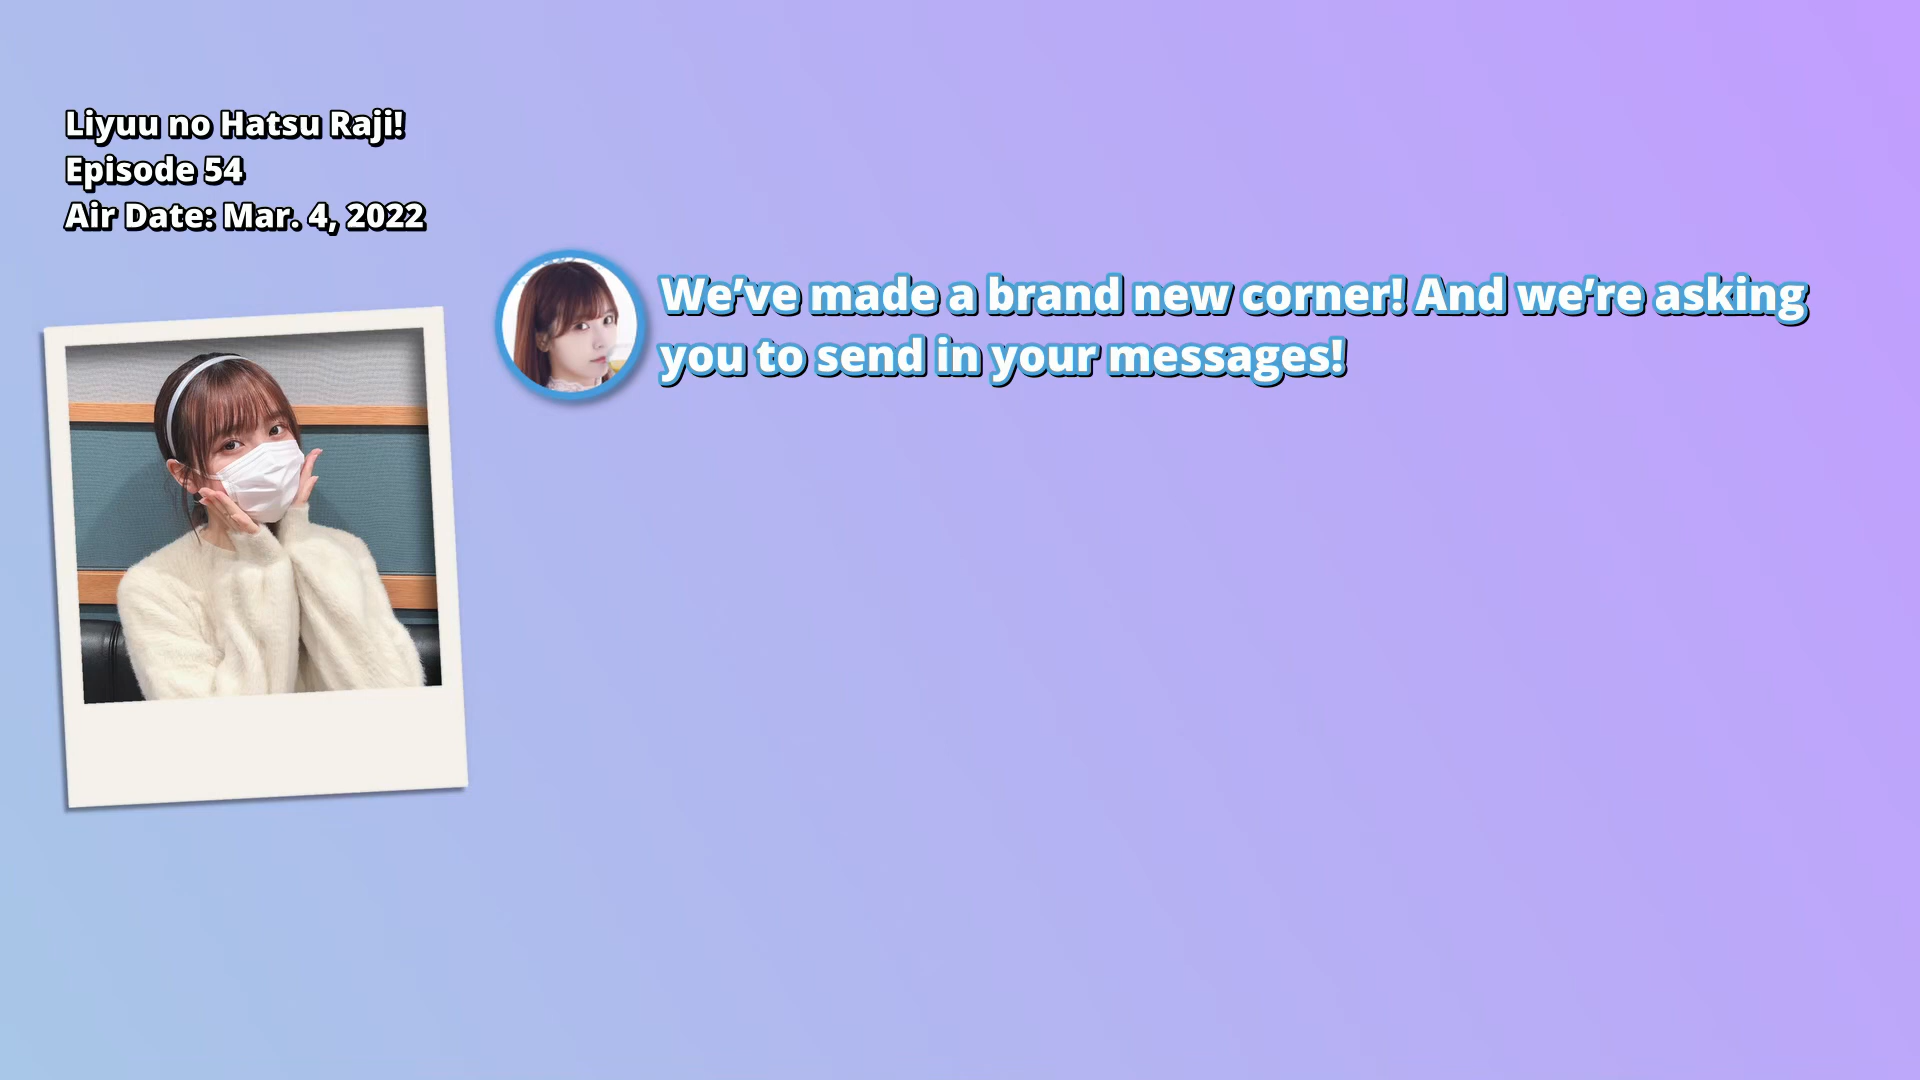 Liyuu no Hatsu Raji!
Episode 54
Air Date: Mar. 4, 2022
We’ve made a brand new corner! And we’re asking
you to send in your messages!